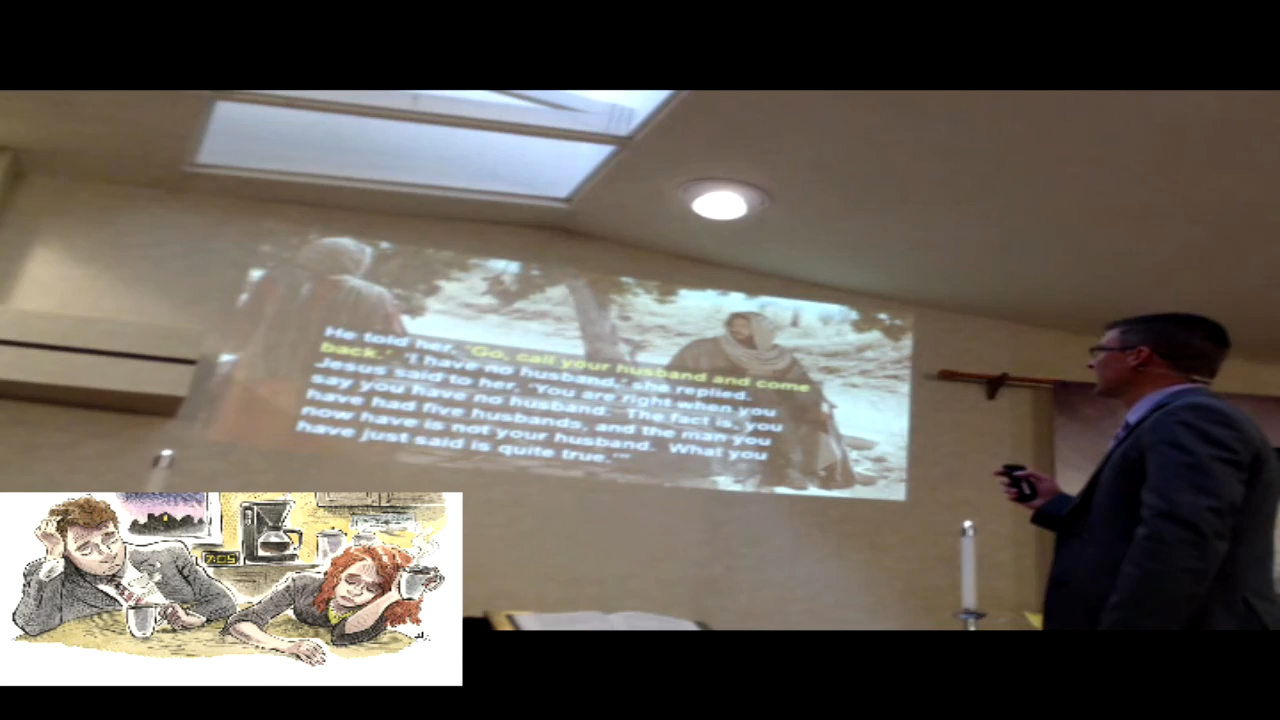 He told her, 'Go, call your husband and come
back.' 'I have no husband,' she replied.
Jesus said to her, 'You are right when you
say you have no husband. The fact is, you
have had five husbands, and the man you
now have is not your husband. What you
have just said is quite true.'"
7:05